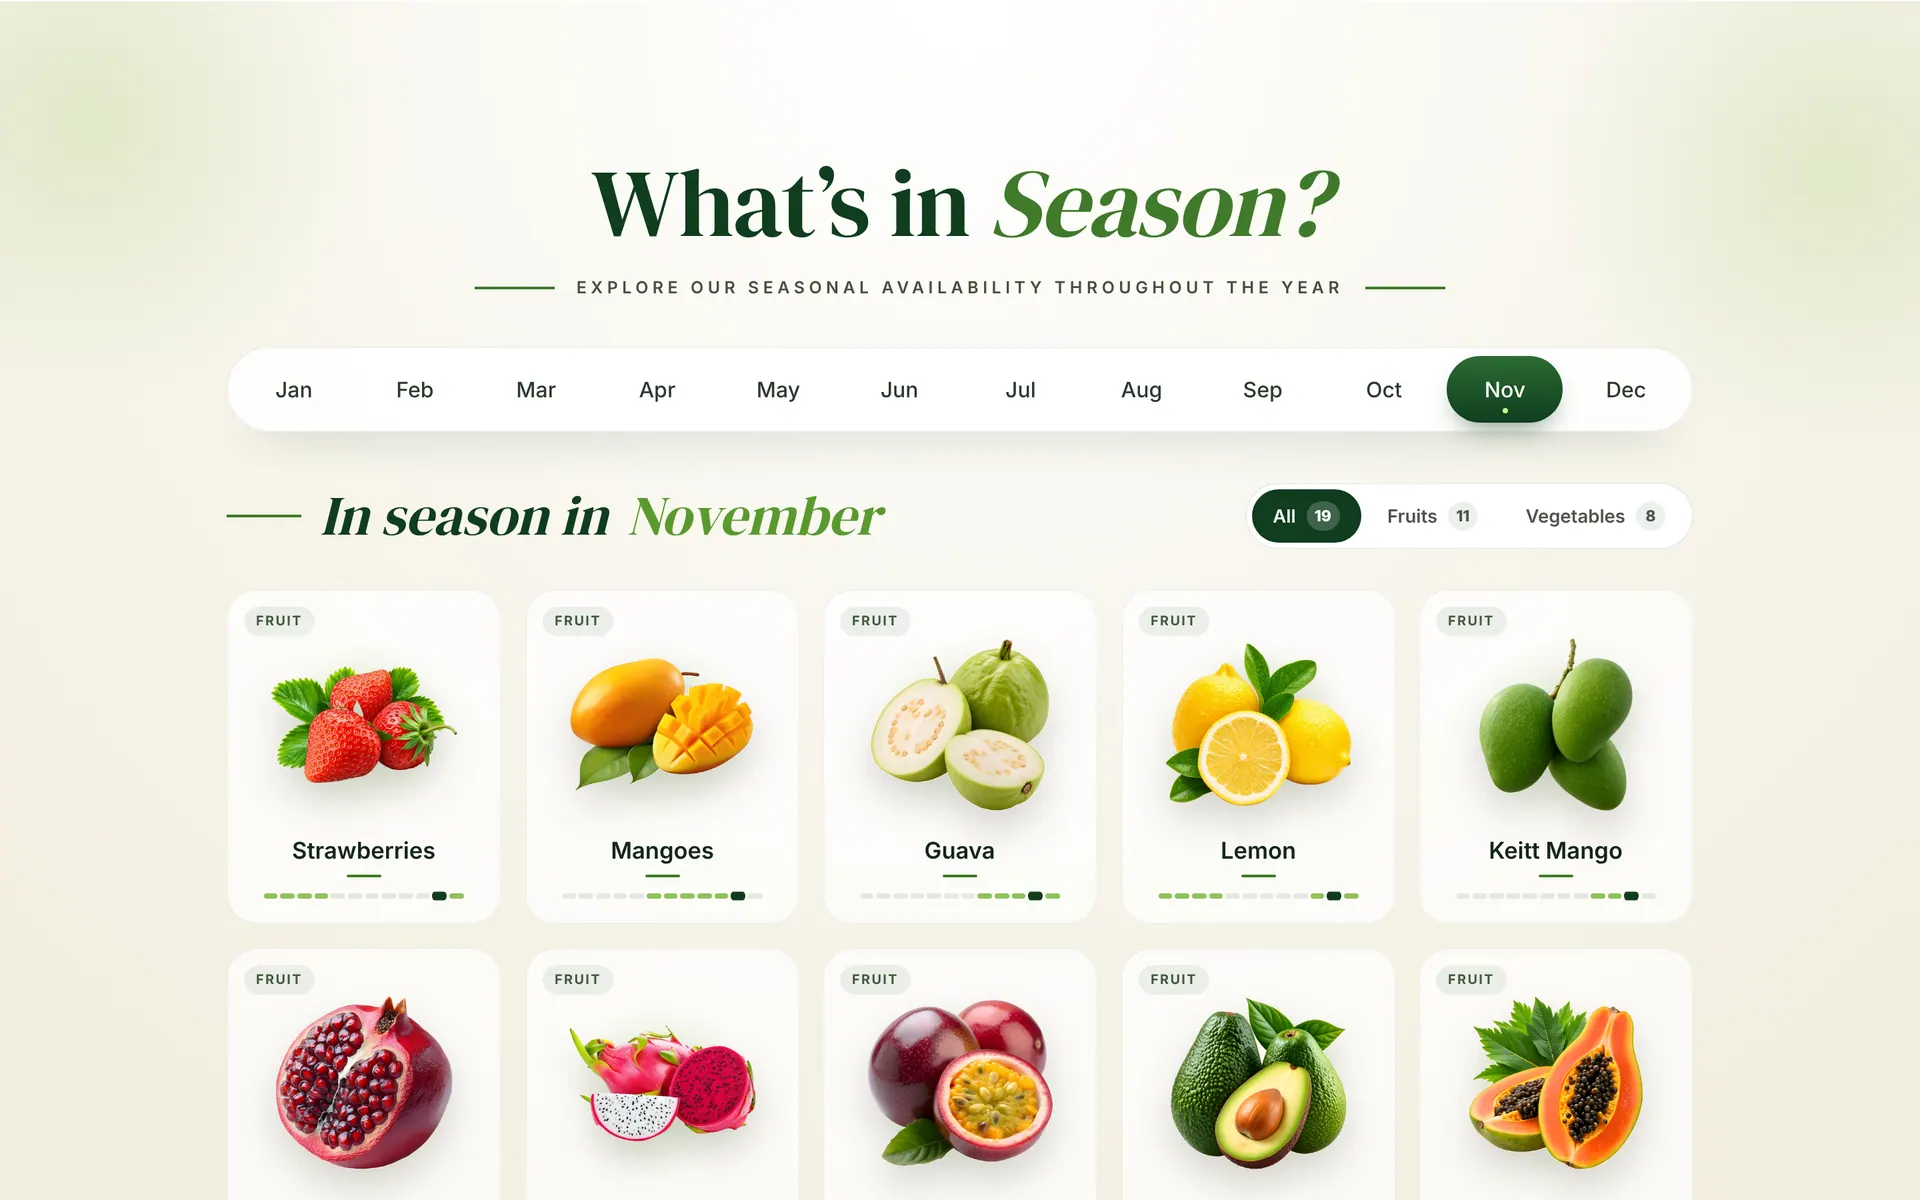 What’s in Season?
EXPLORE OUR SEASONAL AVAILABILITY THROUGHOUT THE YEAR
Jan Feb Mar Apr May Jun Jul Aug Sep Oct Nov Dec
In season in November
All 19 Fruits 11 Vegetables 8
FRUIT FRUIT FRUIT FRUIT FRUIT
Strawberries Mangoes Guava Lemon Keitt Mango
FRUIT FRUIT FRUIT FRUIT FRUIT